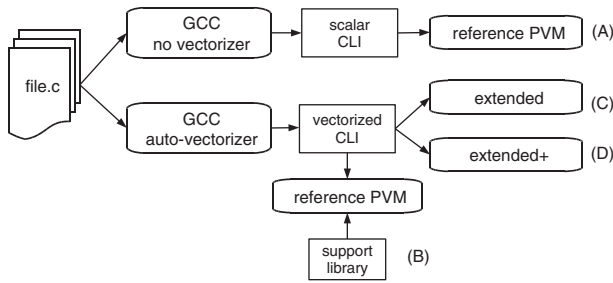 file.c
GCC
no vectorizer
scalar
CLI
reference PVM
(A)
GCC
auto-vectorizer
vectorized
CLI
extended
(C)
extended+
(D)
reference PVM
support
library
(B)